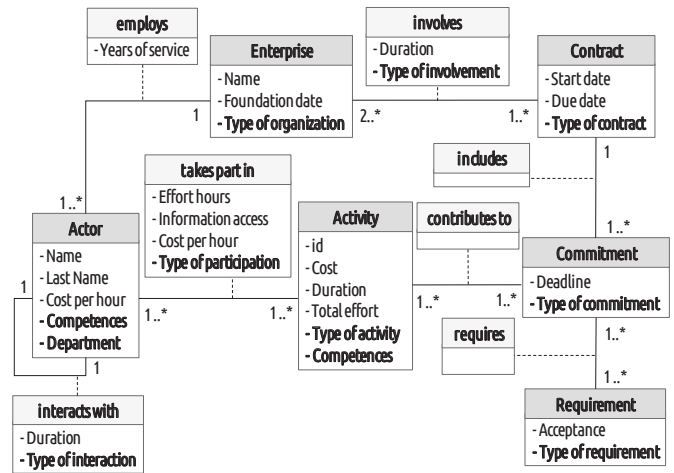 employs
- Years of service
Enterprise
- Name
- Foundation date
- Type of organization
involves
- Duration
- Type of involvement
Contract
- Start date
- Due date
- Type of contract
1
2..*
1..*
1
includes
takes part in
- Effort hours
- Information access
- Cost per hour
- Type of participation
1..*
Actor
- Name
- Last Name
- Cost per hour
- Competences
- Department
1
1
1..*
1..*
Activity
- id
- Cost
- Duration
- Total effort
- Type of activity
- Competences
contributes to
1..*
1..*
1..*
Commitment
- Deadline
- Type of commitment
requires
1..*
1..*
interacts with
- Duration
- Type of interaction
Requirement
- Acceptance
- Type of requirement